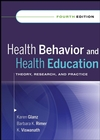 FOURTH EDITION
Health Behavior and
Health Education
THEORY, RESEARCH, AND PRACTICE
Karen Glanz
Barbara K. Rimer
K. Viswanath